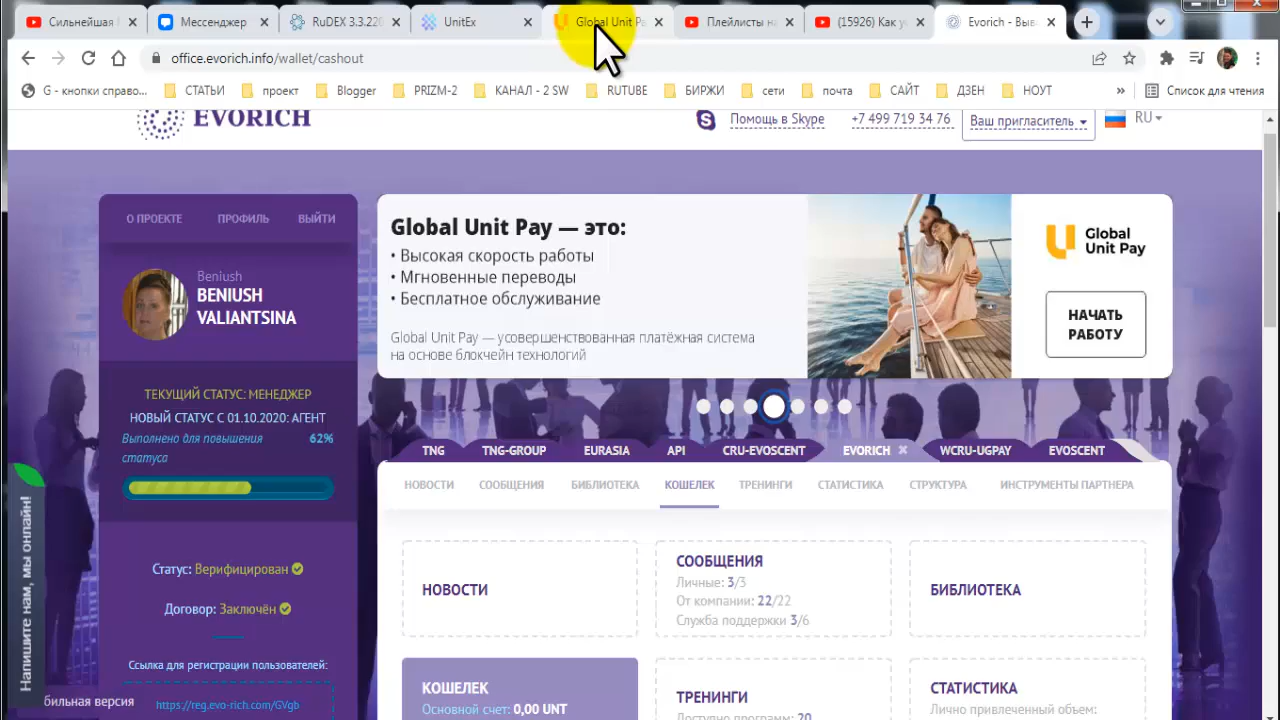 Сильнейшая
Мессенджер
RuDEX 3.3.220
UnitEx
Global Unit Pa
Плейлисты на
(15926) Как у
Evorich - Выв
office.evorich.info/wallet/cashout
G - кнопки справо...
СТАТЬИ
проект
Blogger
PRIZM-2
КАНАЛ - 2 SW
RUTUBE
БИРЖИ
сети
почта
САЙТ
ДЗЕН
НОУТ
»
Список для чтения
EVORICH
Помощь в Skype
+7 499 719 34 76
Ваш пригласитель
RU
О ПРОЕКТЕ
ПРОФИЛЬ
ВЫЙТИ
Beniush
BENIUSH
VALIANTSINA
ТЕКУЩИЙ СТАТУС: МЕНЕДЖЕР
НОВЫЙ СТАТУС С 01.10.2020: АГЕНТ
Выполнено для повышения
статуса
62%
Статус: Верифицирован
Договор: Заключён
Ссылка для регистрации пользователей:
https://reg.evo-rich.com/GVgb
Напишите нам, мы онлайн!
бильная версия
Global Unit Pay — это:
• Высокая скорость работы
• Мгновенные переводы
• Бесплатное обслуживание
Global Unit Pay — усовершенствованная платёжная система
на основе блокчейн технологий
Global
Unit Pay
НАЧАТЬ
РАБОТУ
TNG
TNG-GROUP
EURASIA
API
CRU-EVOSCENT
EVORICH
WCRU-UGPAY
EVOSCENT
НОВОСТИ
СООБЩЕНИЯ
БИБЛИОТЕКА
КОШЕЛЕК
ТРЕНИНГИ
СТАТИСТИКА
СТРУКТУРА
ИНСТРУМЕНТЫ ПАРТНЕРА
НОВОСТИ
СООБЩЕНИЯ
Личные: 3/3
От компании: 22/22
Служба поддержки 3/6
БИБЛИОТЕКА
КОШЕЛЕК
Основной счет: 0,00 UNT
ТРЕНИНГИ
Доступно программ: 20
СТАТИСТИКА
Лично привлеченный объем: